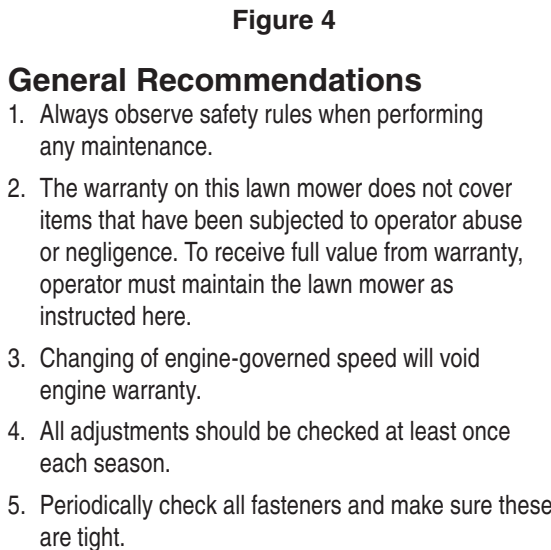 Figure 4
General Recommendations
1. Always observe safety rules when performing
any maintenance.
2. The warranty on this lawn mower does not cover
items that have been subjected to operator abuse
or negligence. To receive full value from warranty,
operator must maintain the lawn mower as
instructed here.
3. Changing of engine-governed speed will void
engine warranty.
4. All adjustments should be checked at least once
each season.
5. Periodically check all fasteners and make sure these
are tight.